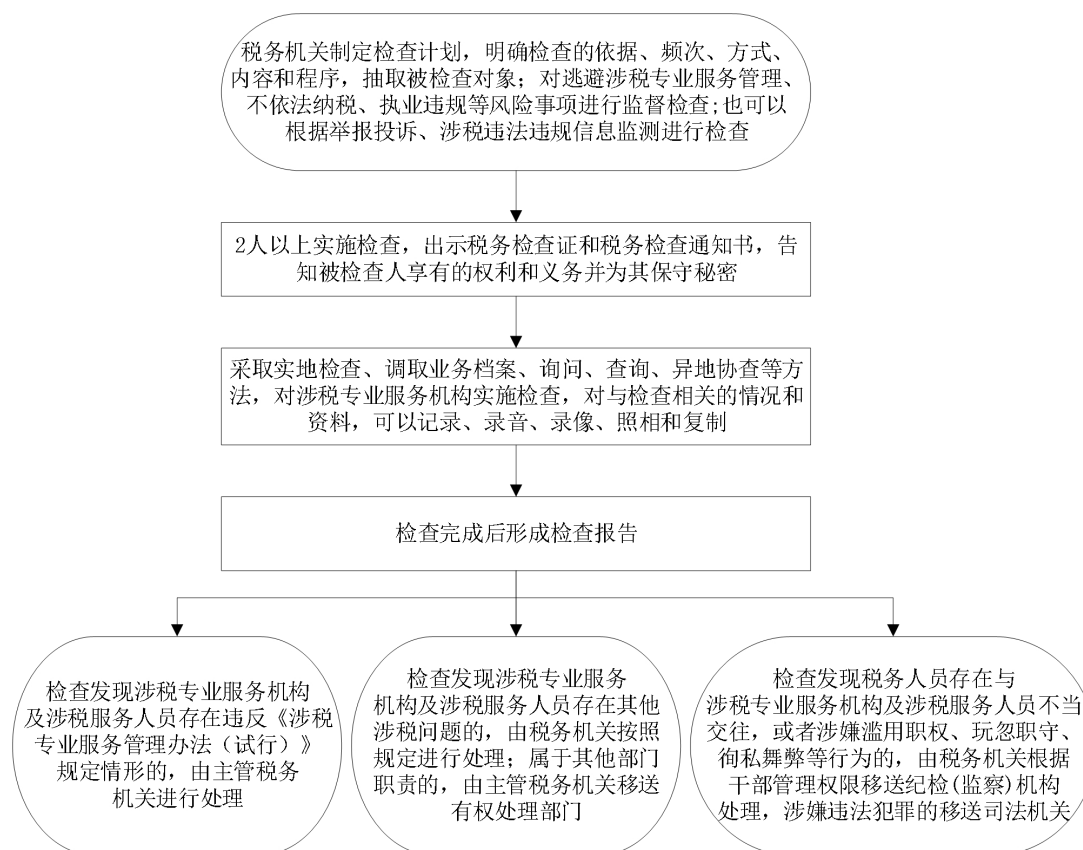 税务机关制定检查计划，明确检查的依据、频次、方式、
内容和程序，抽取被检查对象；对逃避涉税专业服务管理、
不依法纳税、执业违规等风险事项进行监督检查;也可以
根据举报投诉、涉税违法违规信息监测进行检查
2人以上实施检查，出示税务检查证和税务检查通知书，告
知被检查人享有的权利和义务并为其保守秘密
采取实地检查、调取业务档案、询问、查询、异地协查等方
法，对涉税专业服务机构实施检查，对与检查相关的情况和
资料，可以记录、录音、录像、照相和复制
检查完成后形成检查报告
检查发现涉税专业服务机构
及涉税服务人员存在违反《涉税
专业服务管理办法（试行）》
规定情形的，由主管税务
机关进行处理
检查发现涉税专业服务
机构及涉税服务人员存在其他
涉税问题的，由税务机关按照
规定进行处理；属于其他部门
职责的，由主管税务机关移送
有权处理部门
检查发现税务人员存在与
涉税专业服务机构及涉税服务人员不当
交往，或者涉嫌滥用职权、玩忽职守、
徇私舞弊等行为的，由税务机关根据
干部管理权限移送纪检(监察)机构
处理，涉嫌违法犯罪的移送司法机关